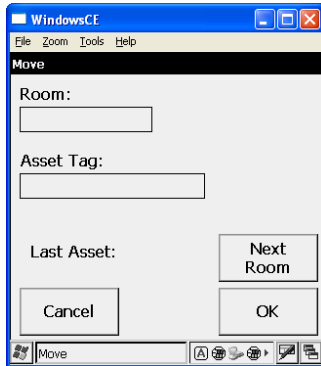 WindowsCE
File Zoom Tools Help
Move
Room:
Asset Tag:
Last Asset:
Next
Room
Cancel
OK
Move
A